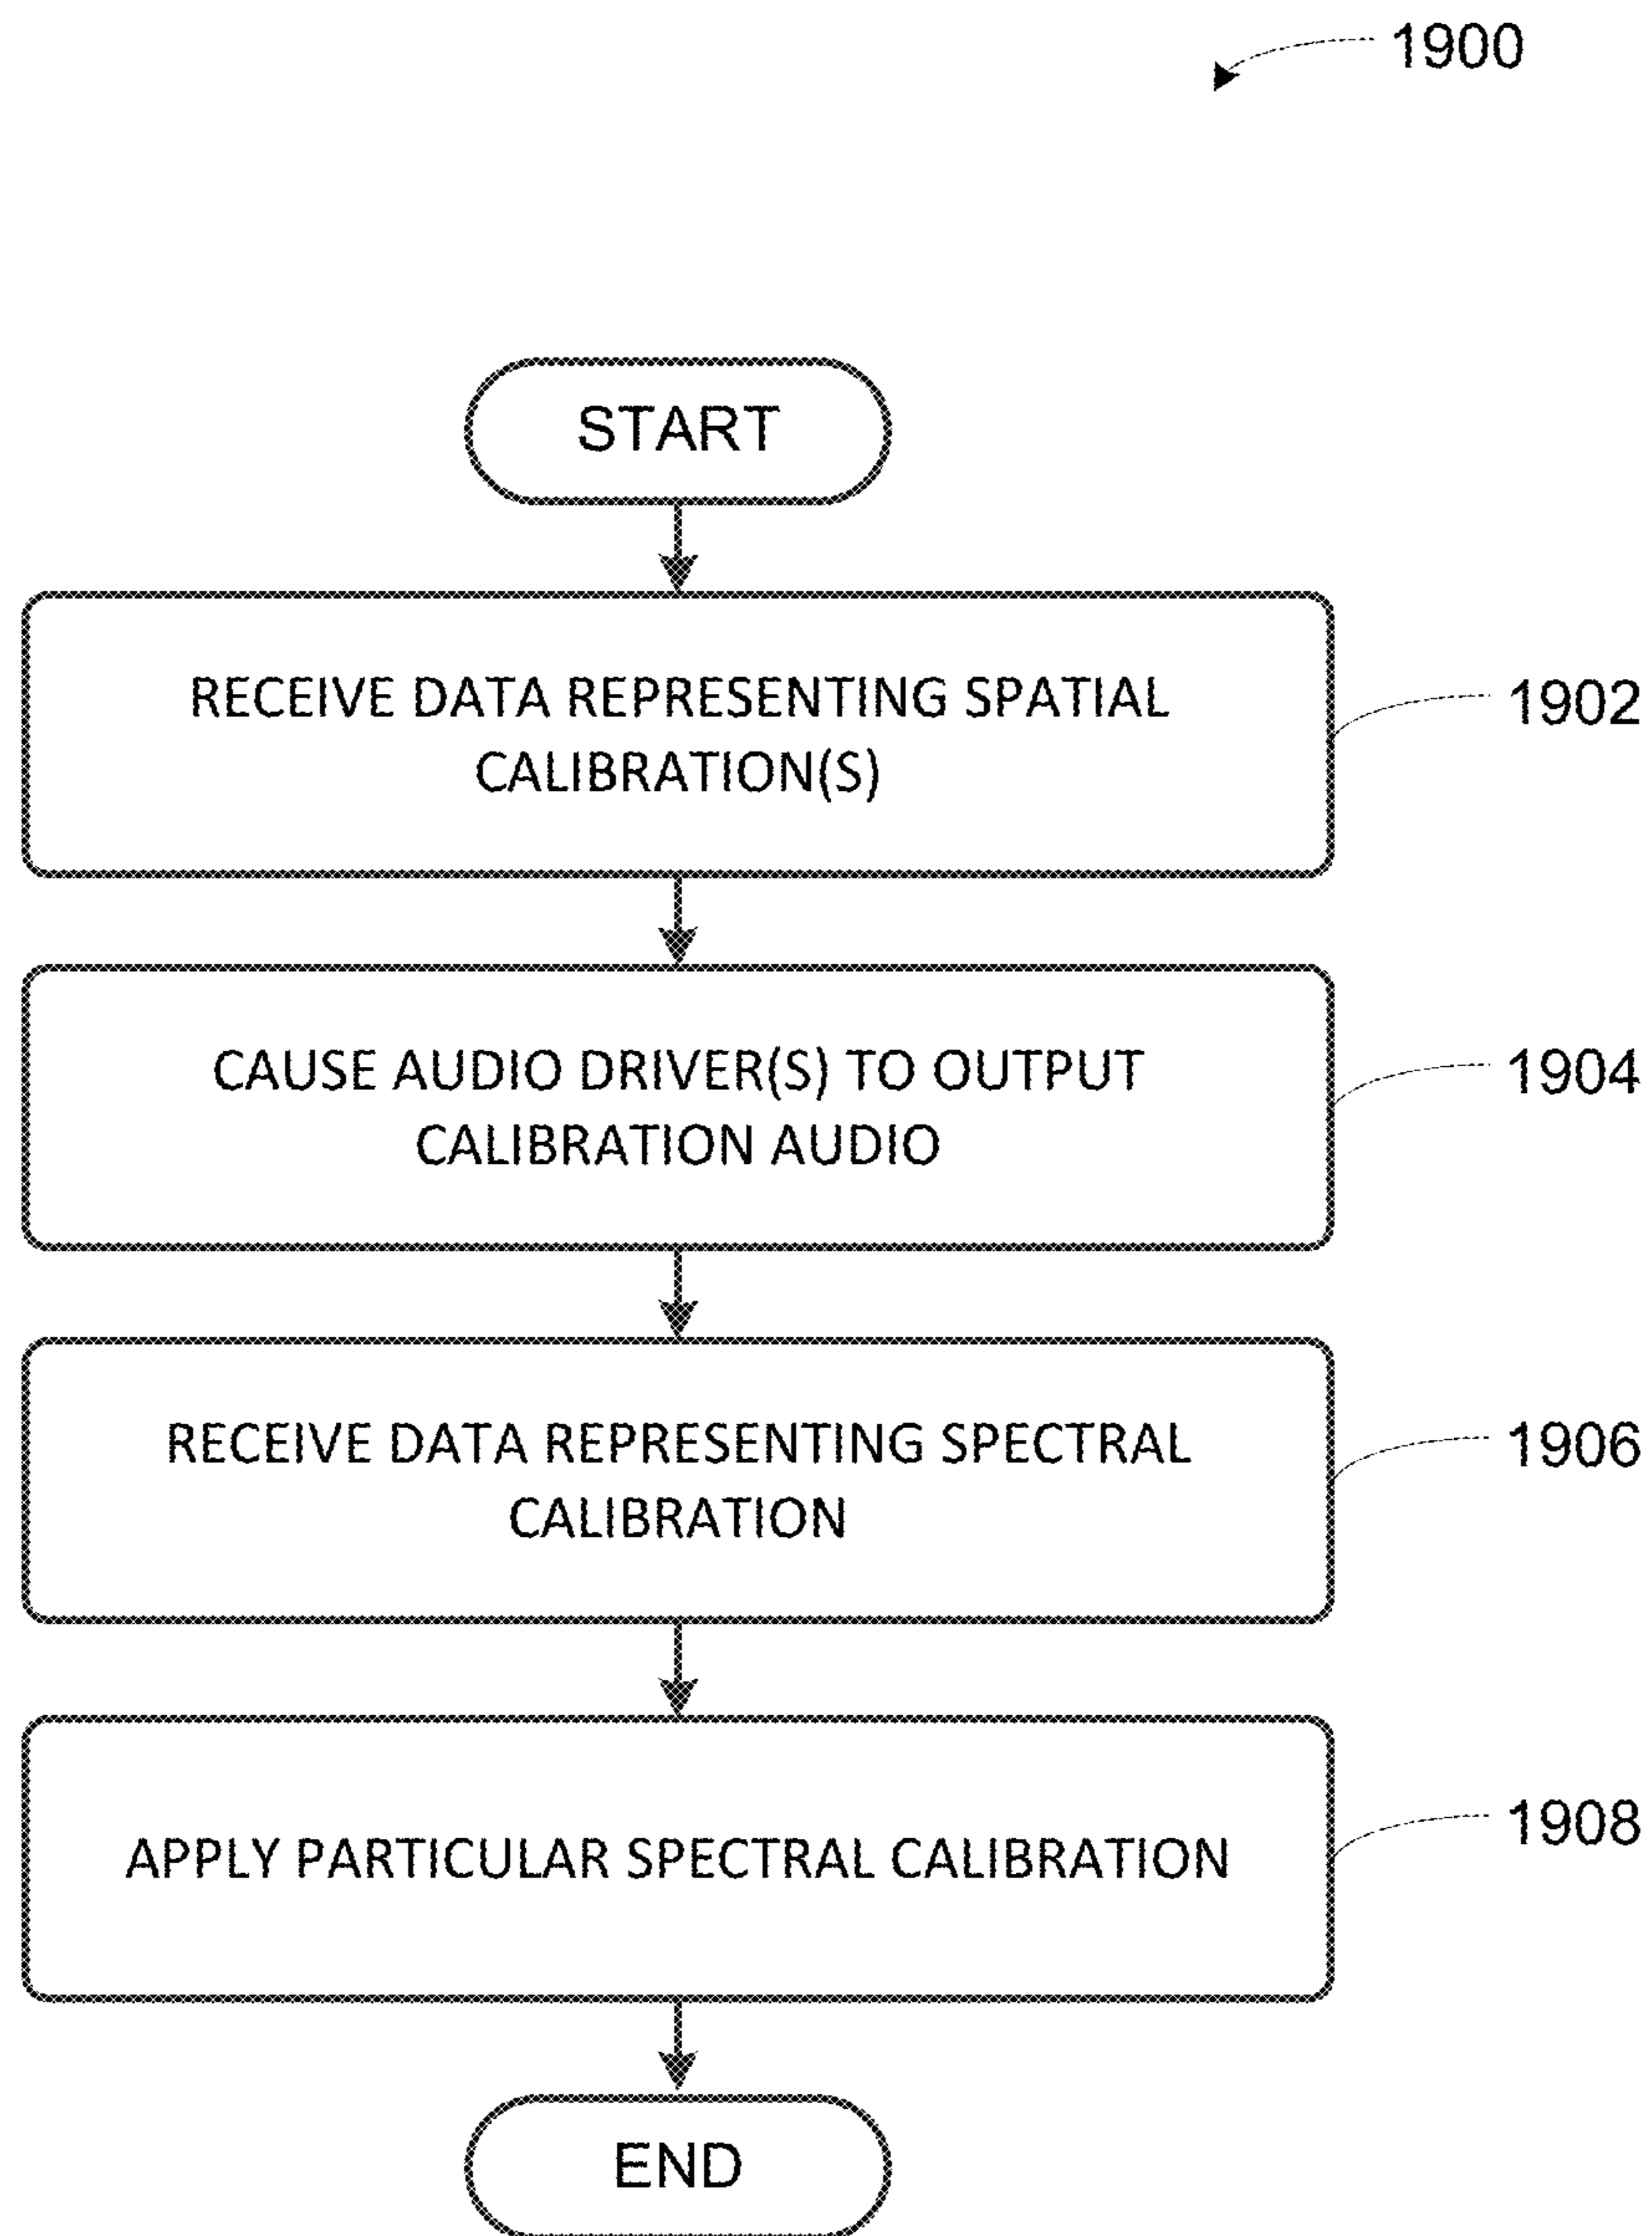 1900
START
RECEIVE DATA REPRESENTING SPATIAL
CALIBRATION(S)
1902
CAUSE AUDIO DRIVER(S) TO OUTPUT
CALIBRATION AUDIO
1904
RECEIVE DATA REPRESENTING SPECTRAL
CALIBRATION
1906
APPLY PARTICULAR SPECTRAL CALIBRATION
1908
END